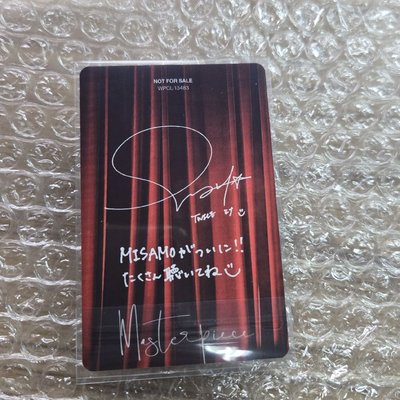 NOT FOR SALE
WPCL-13483
TWICE
MISAMOがついに!!
たくさん聴いてね
Masterpiece